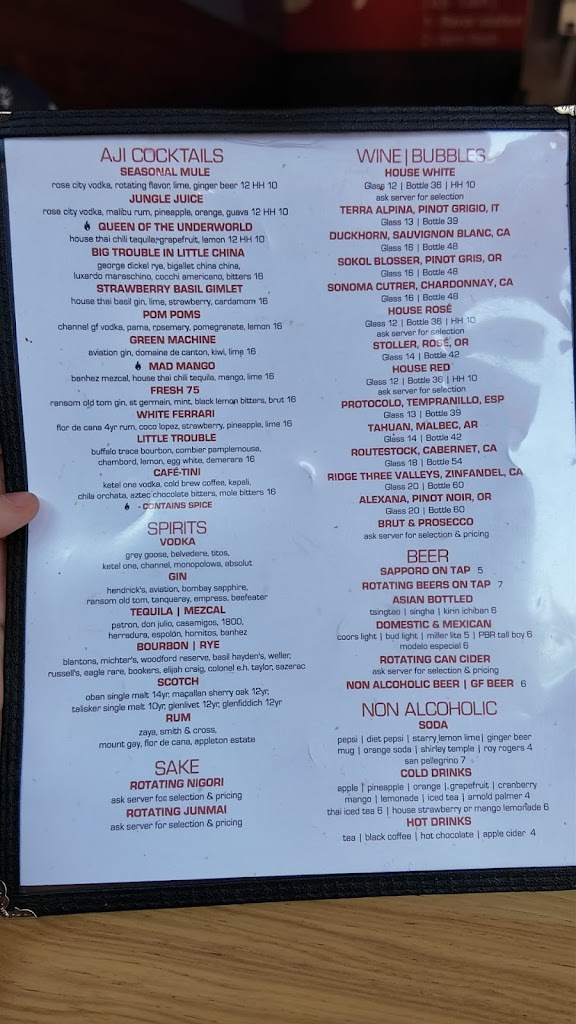 AJI COCKTAILS
SEASONAL MULE
rose city vodka, rotating flavor, lime, ginger beer 12 HH 10
JUNGLE JUICE
rose city vodka, malibu rum, pineapple, orange, guava 12 HH 10
QUEEN OF THE UNDERWORLD
house thai chili tequila, grapefruit, lemon 12 HH 10
BIG TROUBLE IN LITTLE CHINA
george dickel rye, bigallet china china,
luxardo maraschino, cocchi americano, bitters 16
STRAWBERRY BASIL GIMLET
house thai basil gin, lime, strawberry, cardamom 16
POM POMS
channel gf vodka, pama, rosemary, pomegranate, lemon 16
GREEN MACHINE
aviation gin, domaine de canton, kiwi, lime 16
MAD MANGO
banhez mezcal, house thai chili tequila, mango, lime 16
FRESH 75
ransom old tom gin, st germain, mint, black lemon bitters, brut 16
WHITE FERRARI
flor de cana 4yr rum, coco lopez, strawberry, pineapple, lime 16
LITTLE TROUBLE
buffalo trace bourbon, combier pamplemousse,
chambord, lemon, egg white, demerara 16
CAFÉ-TINI
ketel one vodka, cold brew coffee, kapali,
chila orchata, aztec chocolate bitters, mole bitters 16
- CONTAINS SPICE
SPIRITS
VODKA
grey goose, belvedere, titos,
ketel one, channel, monopolowa, absolut
GIN
hendrick's, aviation, bombay sapphire,
ransom old tom, tanqueray, empress, beefeater
TEQUILA | MEZCAL
patron, don julio, casamigos, 1800,
herradura, espolón, hornitos, banhez
BOURBON | RYE
blantons, michter's, woodford reserve, basil hayden's, weller,
russell's, eagle rare, bookers, elijah craig, colonel e.h. taylor, sazerac
SCOTCH
oban single malt 14yr, macallan sherry oak 12yr,
talisker single malt 10yr, glenlivet 12yr, glenfiddich 12yr
RUM
zaya, smith & cross,
mount gay, flor de cana, appleton estate
SAKE
ROTATING NIGORI
ask server for selection & pricing
ROTATING JUNMAI
ask server for selection & pricing
WINE | BUBBLES
HOUSE WHITE
Glass 12 | Bottle 36 | HH 10
ask server for selection
TERRA ALPINA, PINOT GRIGIO, IT
Glass 13 | Bottle 39
DUCKHORN, SAUVIGNON BLANC, CA
Glass 16 | Bottle 48
SOKOL BLOSSER, PINOT GRIS, OR
Glass 16 | Bottle 48
SONOMA CUTRER, CHARDONNAY, CA
Glass 16 | Bottle 48
HOUSE ROSÉ
Glass 12 | Bottle 36 | HH 10
ask server for selection
STOLLER, ROSÉ, OR
Glass 14 | Bottle 42
HOUSE RED
Glass 12 | Bottle 36 | HH 10
ask server for selection
PROTOCOLO, TEMPRANILLO, ESP
Glass 13 | Bottle 39
TAHUAN, MALBEC, AR
Glass 14 | Bottle 42
ROUTESTOCK, CABERNET, CA
Glass 18 | Bottle 54
RIDGE THREE VALLEYS, ZINFANDEL, CA
Glass 20 | Bottle 60
ALEXANA, PINOT NOIR, OR
Glass 20 | Bottle 60
BRUT & PROSECCO
ask server for selection & pricing
BEER
SAPPORO ON TAP 5
ROTATING BEERS ON TAP 7
ASIAN BOTTLED
tsingtao | singha | kirin ichiban 6
DOMESTIC & MEXICAN
coors light | bud light | miller lite 5 | PBR tall boy 6
modelo especial 6
ROTATING CAN CIDER
ask server for selection & pricing
NON ALCOHOLIC BEER | GF BEER 6
NON ALCOHOLIC
SODA
pepsi | diet pepsi | starry lemon lime | ginger beer
mug | orange soda | shirley temple | roy rogers 4
san pellegrino 7
COLD DRINKS
apple | pineapple | orange | grapefruit | cranberry
mango | lemonade | iced tea | arnold palmer 4
thai iced tea 6 | house strawberry or mango lemonade 6
HOT DRINKS
tea | black coffee | hot chocolate | apple cider 4